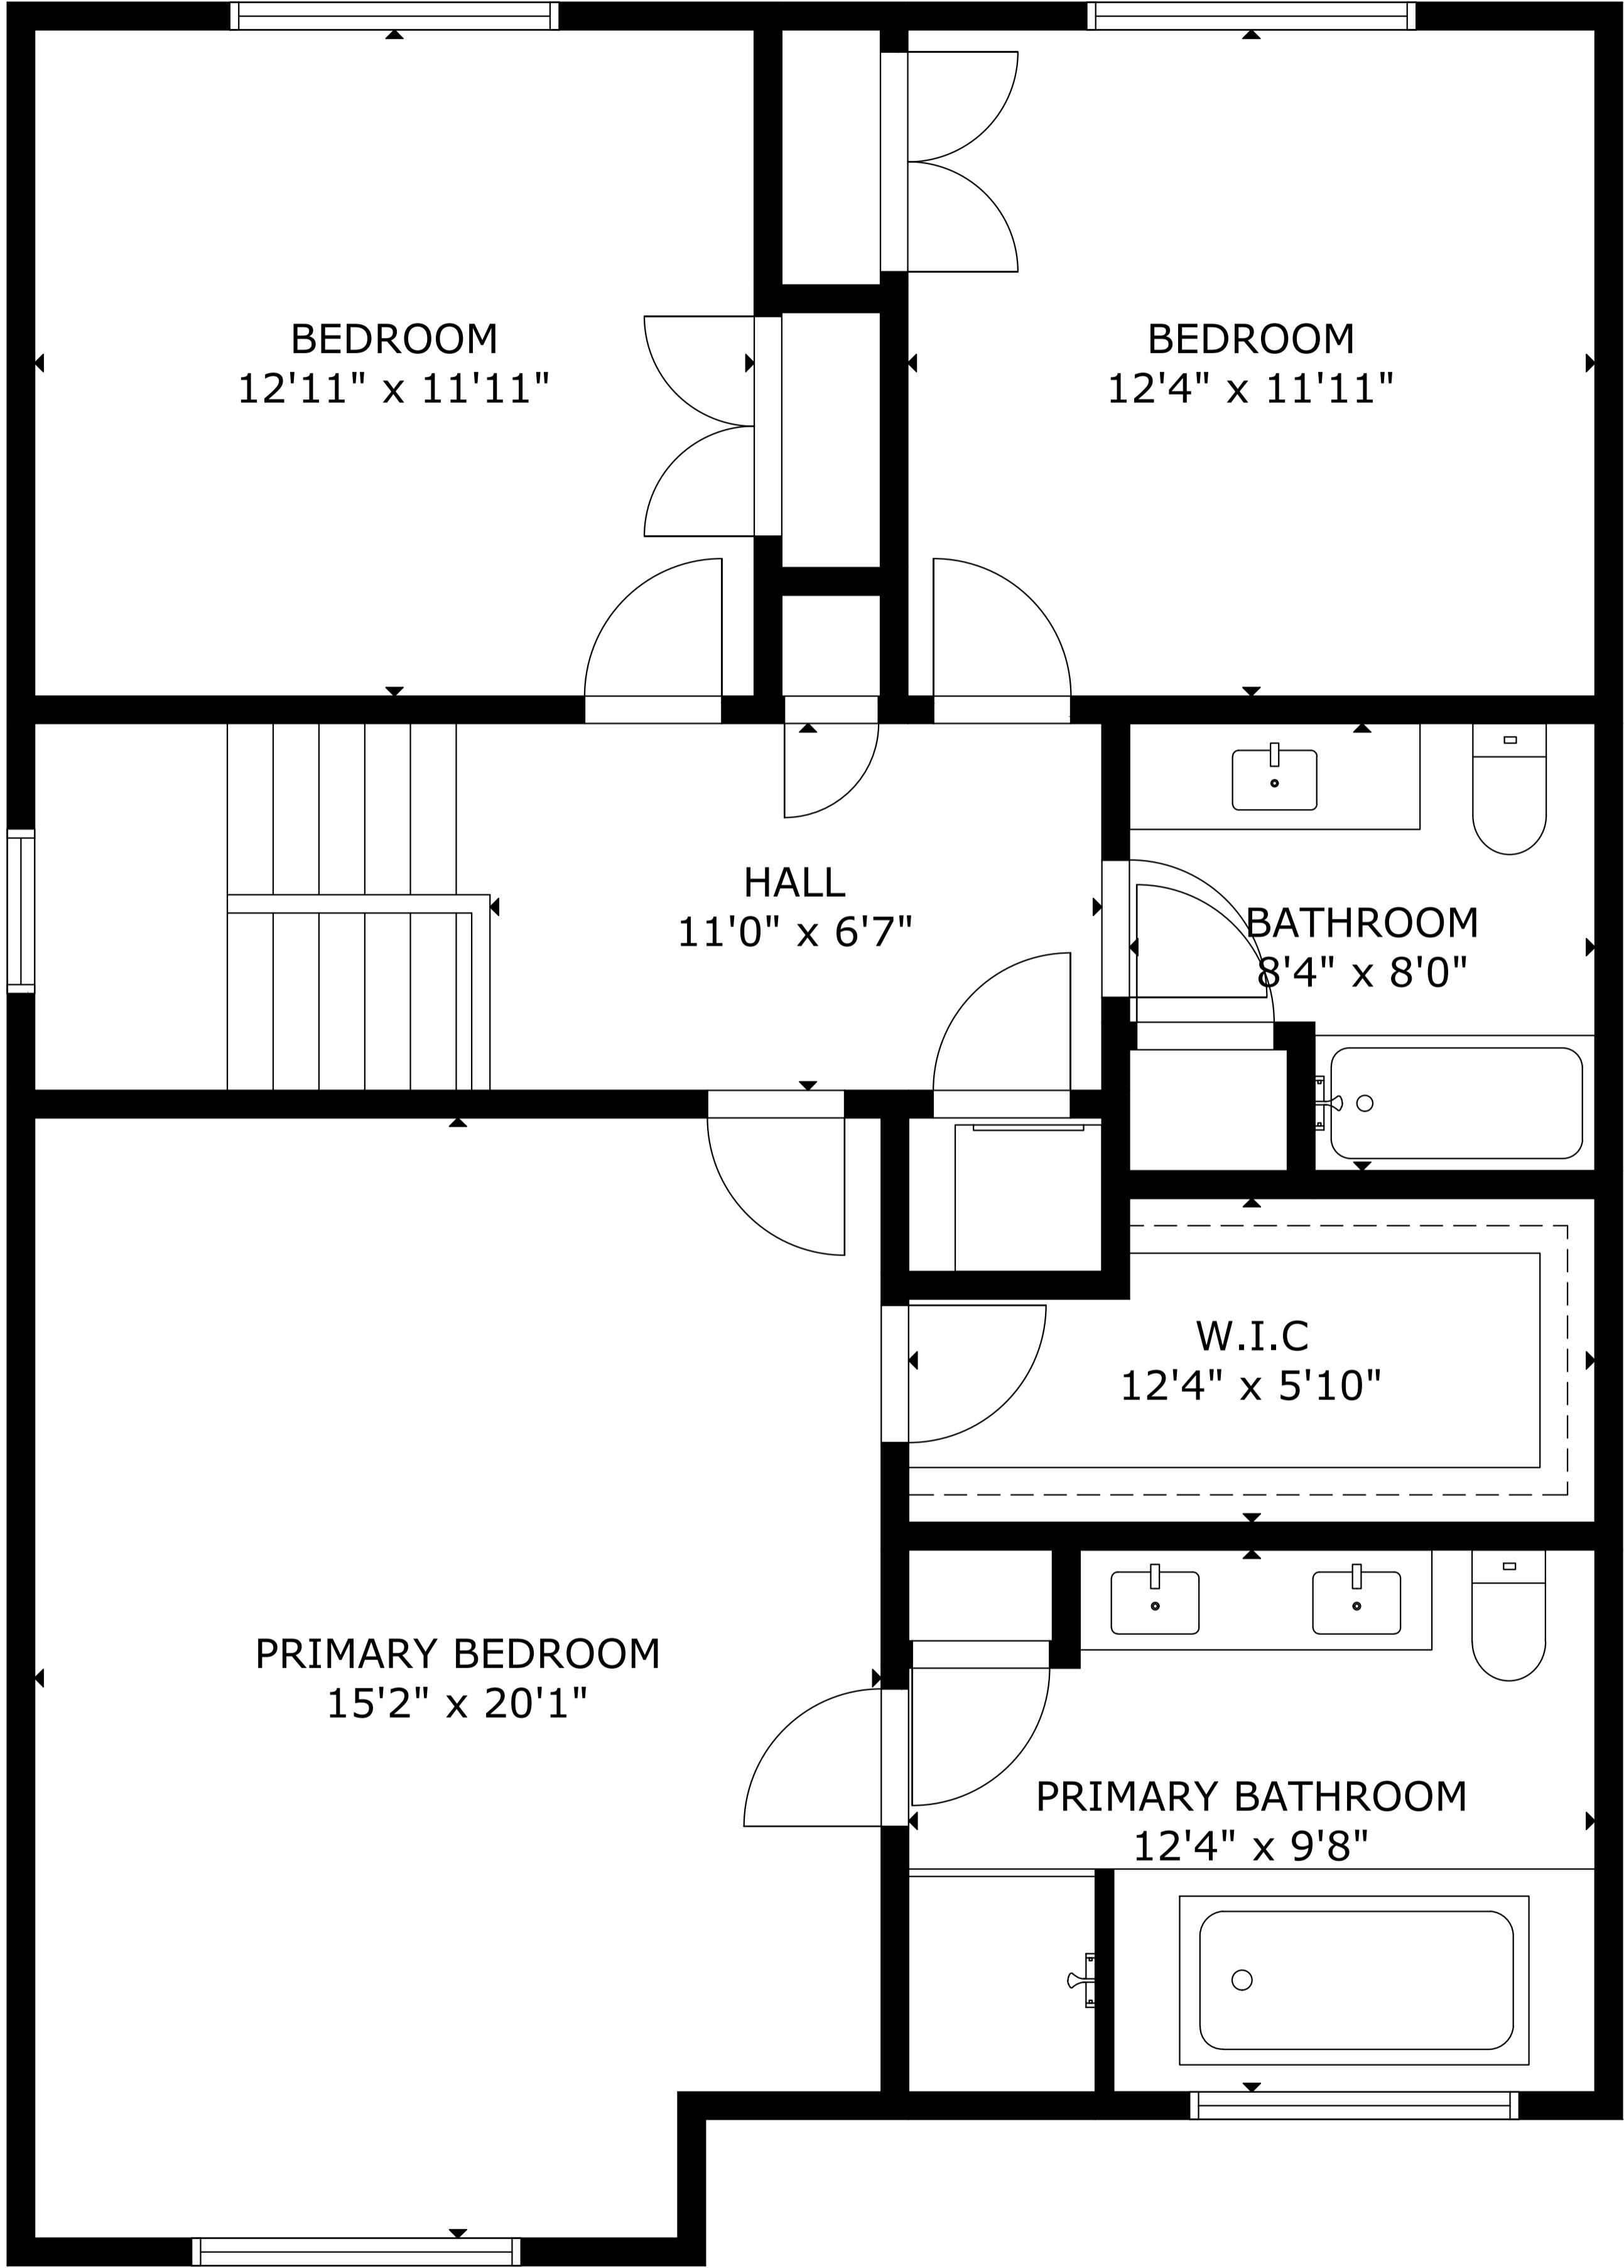 BEDROOM
12'11" x 11'11"
BEDROOM
12'4" x 11'11"
HALL
11'0" x 6'7"
BATHROOM
8'4" x 8'0"
W.I.C
12'4" x 5'10"
PRIMARY BEDROOM
15'2" x 20'1"
PRIMARY BATHROOM
12'4" x 9'8"